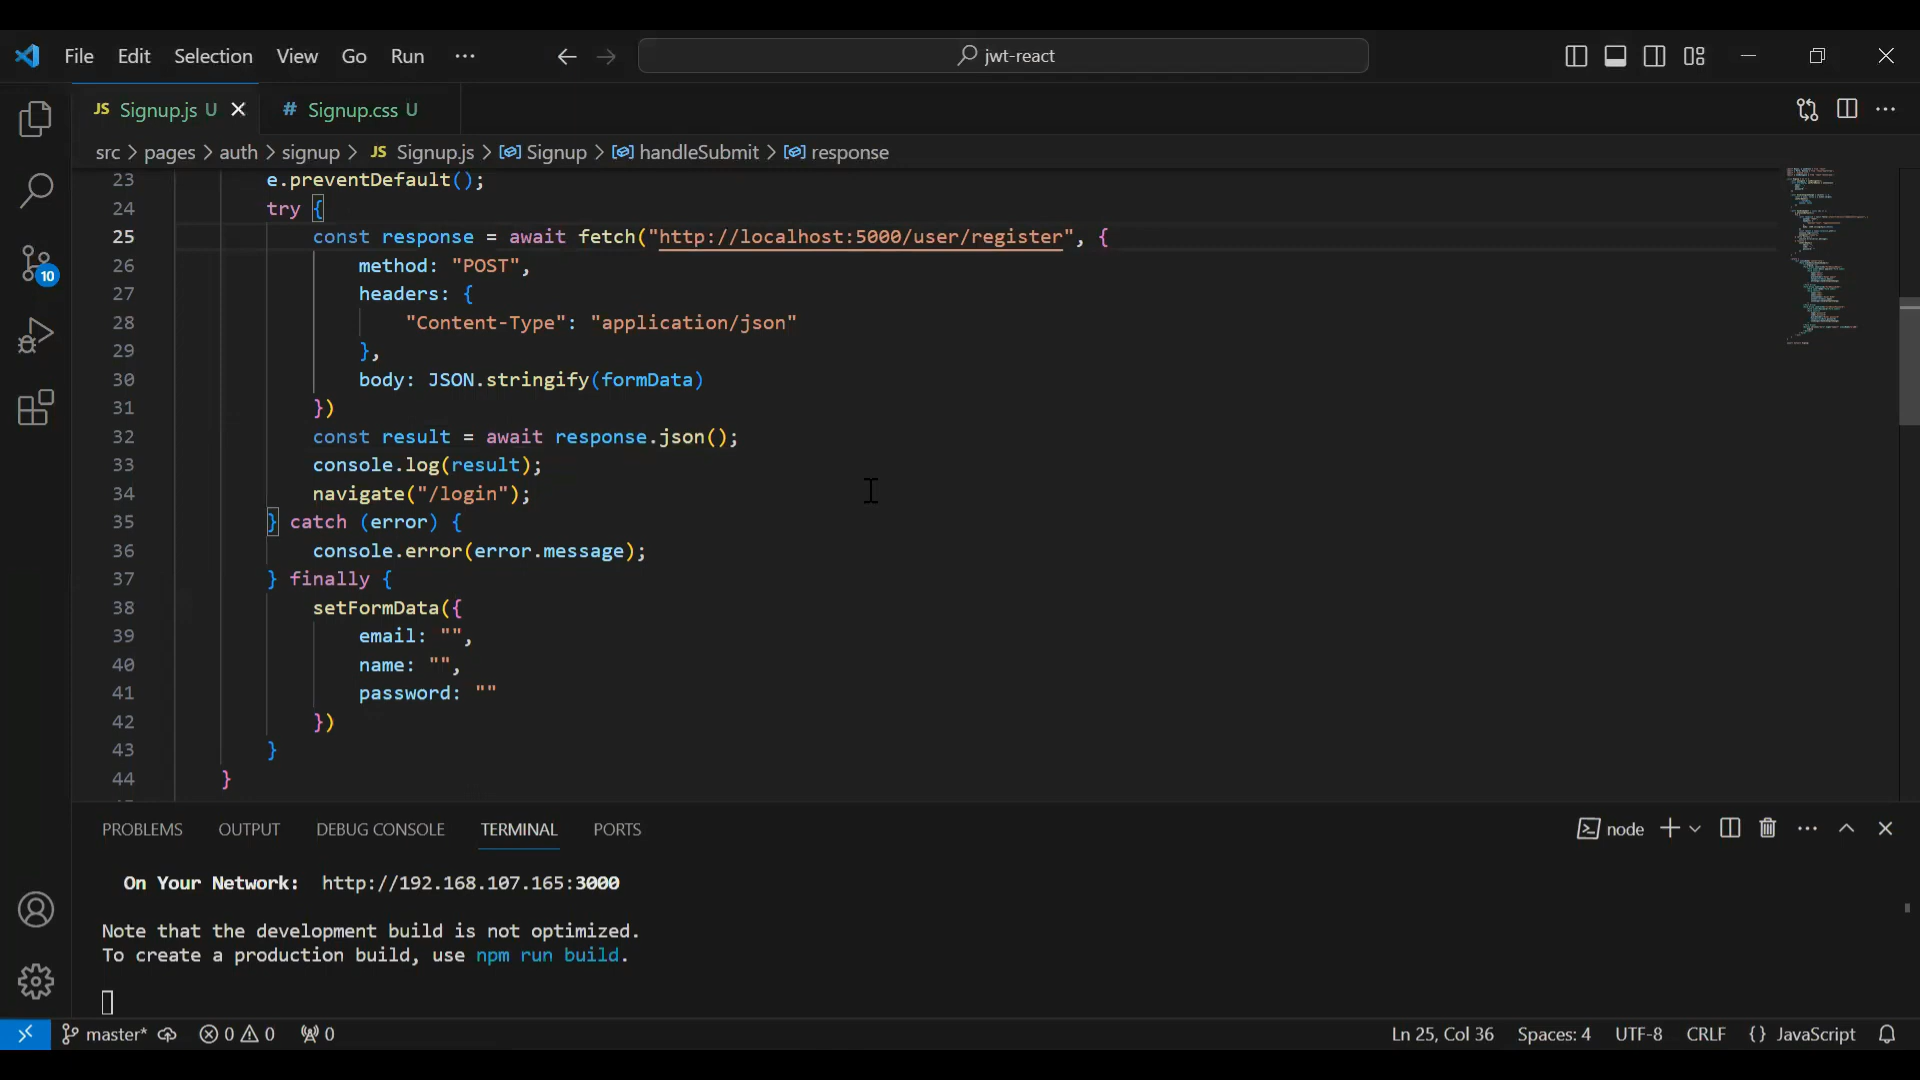 File Edit Selection View Go Run ··· jwt-react
JS Signup.js U # Signup.css U
src > pages > auth > signup > JS Signup.js > Signup > handleSubmit > response
23 e.preventDefault();
24 try {
25 const response = await fetch("http://localhost:5000/user/register", {
26 method: "POST",
27 headers: {
28 "Content-Type": "application/json"
29 },
30 body: JSON.stringify(formData)
31 })
32 const result = await response.json();
33 console.log(result);
34 navigate("/login");
35 } catch (error) {
36 console.error(error.message);
37 } finally {
38 setFormData({
39 email: "",
40 name: "",
41 password: ""
42 })
43 }
44 }
10
PROBLEMS OUTPUT DEBUG CONSOLE TERMINAL PORTS node
On Your Network: http://192.168.107.165:3000
Note that the development build is not optimized.
To create a production build, use npm run build.
master* 0 0 0 Ln 25, Col 36 Spaces: 4 UTF-8 CRLF {} JavaScript